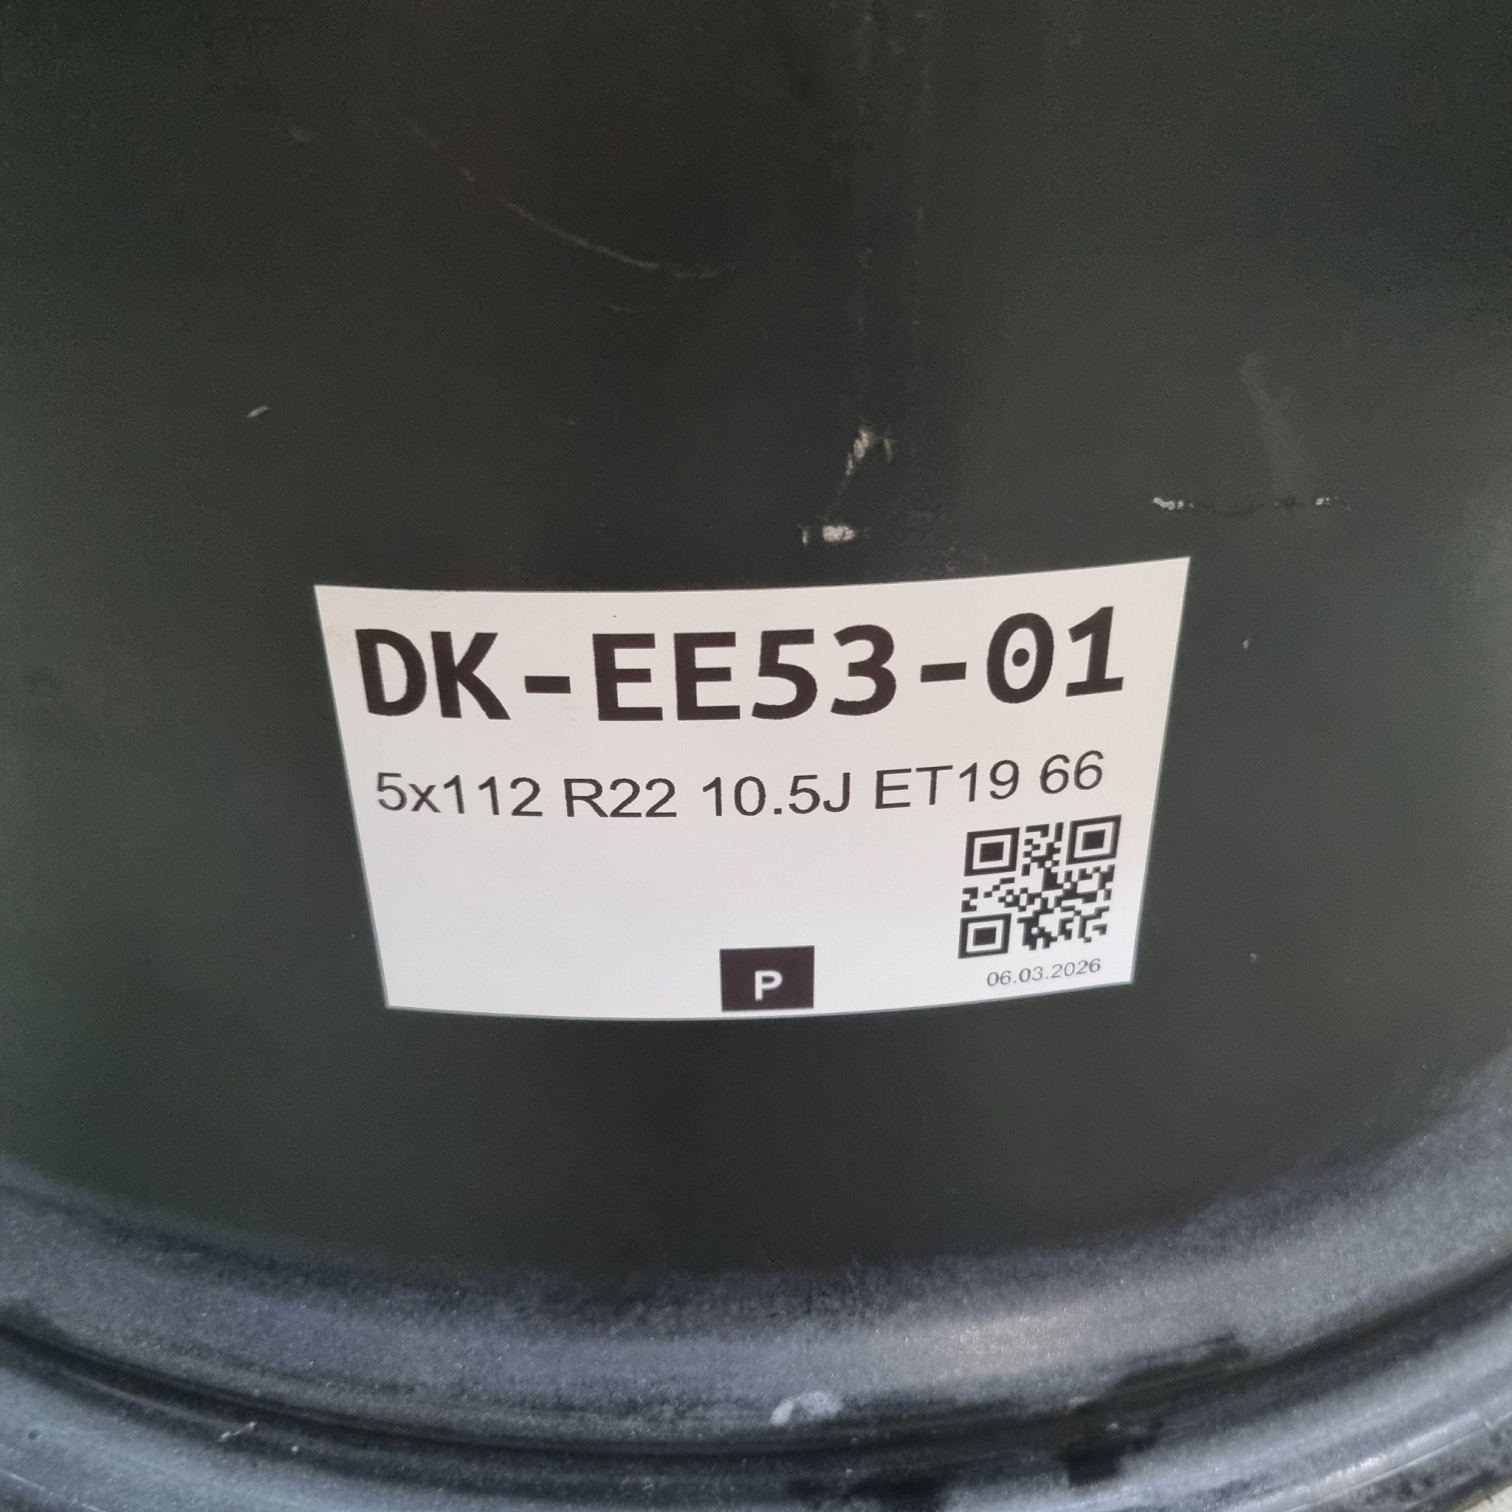 DK-EE53-01
5x112 R22 10.5J ET19 66
P
06.03.2026